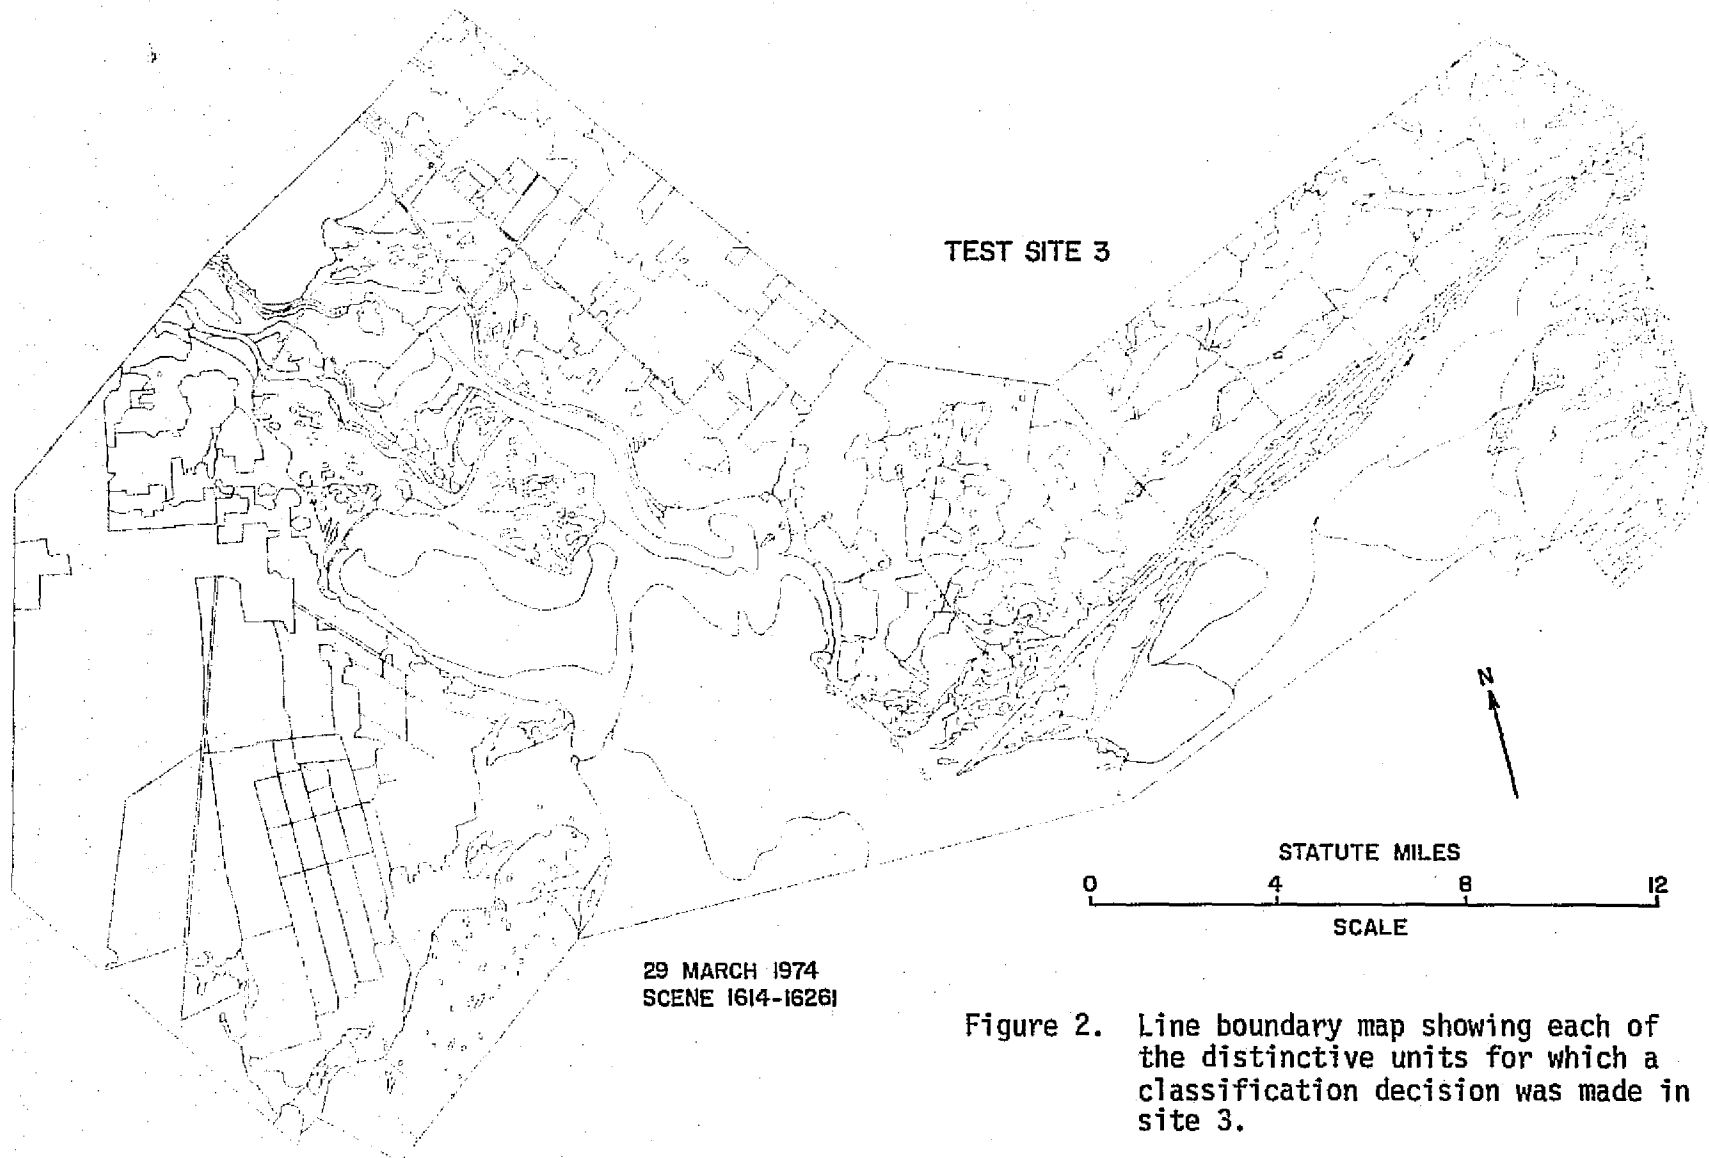 TEST SITE 3
N
STATUTE MILES
0 4 8 12
SCALE
29 MARCH 1974
SCENE 1614-16261
Figure 2. Line boundary map showing each of
the distinctive units for which a
classification decision was made in
site 3.